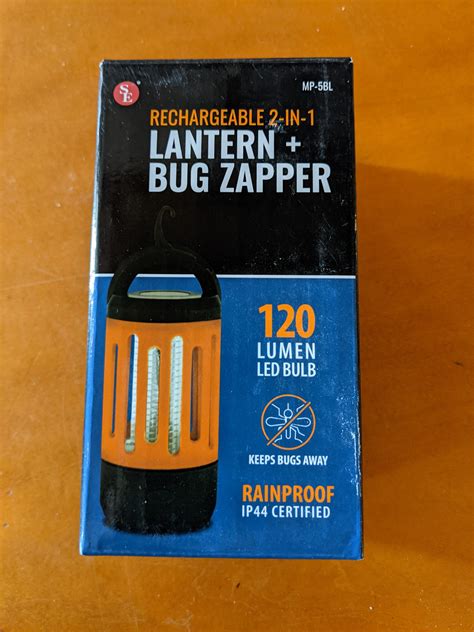 SE
®
MP-5BL
RECHARGEABLE 2-IN-1
LANTERN +
BUG ZAPPER
120
LUMEN
LED BULB
KEEPS BUGS AWAY
RAINPROOF
IP44 CERTIFIED